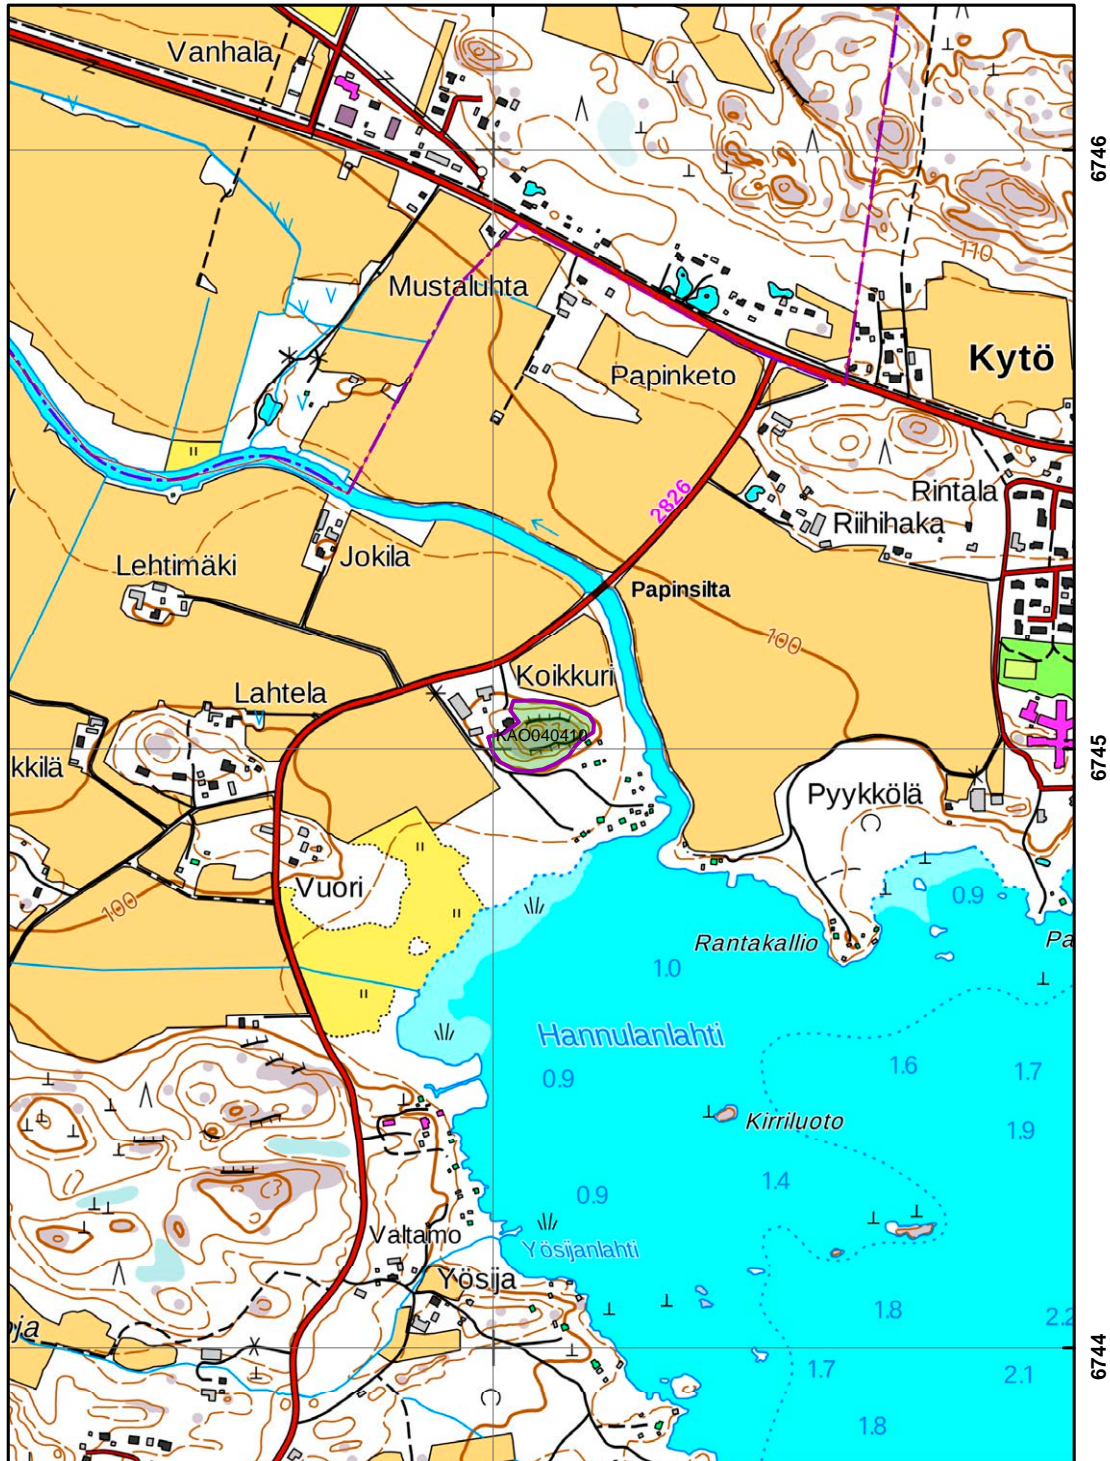 Vanhala
6746
110
Mustaluhta
Kytö
Papinketo
2826
Rintala
Riihihaka
Jokila
Lehtimäki
Papinsilta
100
Koikkuri
Lahtela
KAO040410
6745
kkilä
Pyykkölä
Vuori
0.9
100
Rantakallio
Pa
1.0
Hannulanlahti
1.6
1.7
0.9
Kirriluoto
1.9
1.4
0.9
Valtamo
Yösijanlahti
Yösija
1.8
2.2
oja
6744
1.7
2.1
1.8